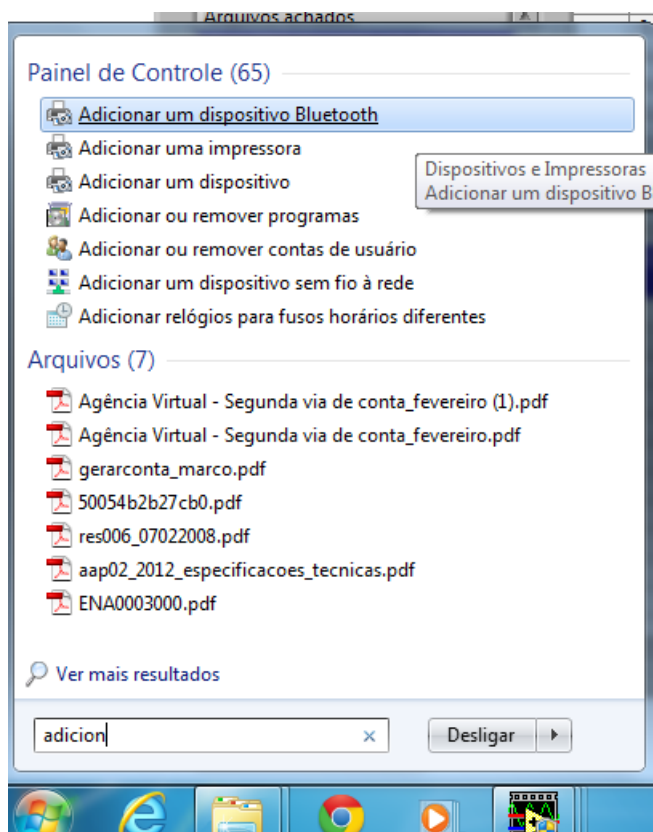 Arquivos achados
Painel de Controle (65)
Adicionar um dispositivo Bluetooth
Adicionar uma impressora
Dispositivos e Impressoras
Adicionar um dispositivo
Adicionar um dispositivo B
Adicionar ou remover programas
Adicionar ou remover contas de usuário
Adicionar um dispositivo sem fio à rede
Adicionar relógios para fusos horários diferentes
Arquivos (7)
Agência Virtual - Segunda via de conta_fevereiro (1).pdf
Agência Virtual - Segunda via de conta_fevereiro.pdf
gerarconta_marco.pdf
50054b2b27cb0.pdf
res006_07022008.pdf
aap02_2012_especificacoes_tecnicas.pdf
ENA0003000.pdf
Ver mais resultados
adicion
Desligar